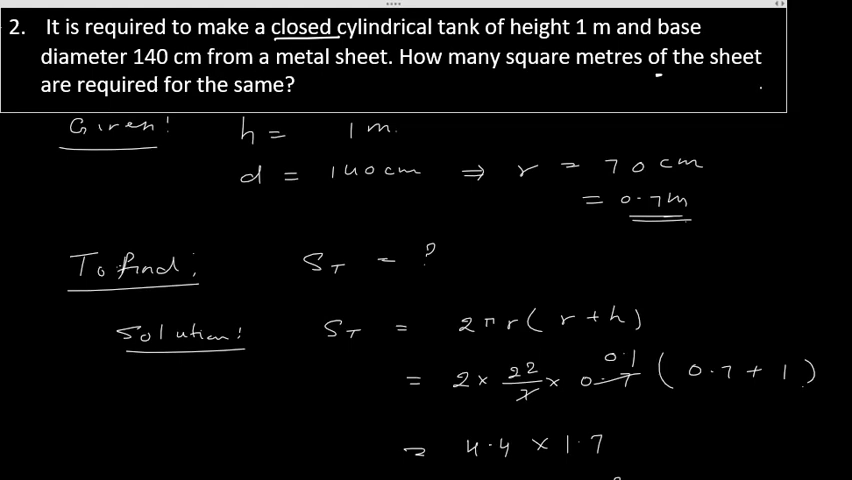 2. It is required to make a closed cylindrical tank of height 1 m and base
diameter 140 cm from a metal sheet. How many square metres of the sheet
are required for the same?
Given: h = 1 m.
d = 140 cm ⇒ r = 70 cm
= 0.7 m
To find: S_T = ?
Solution: S_T = 2πr( r + h )
= 2 × 22/7 × 0.7 0.1 ( 0.7 + 1 )
= 4.4 × 1.7